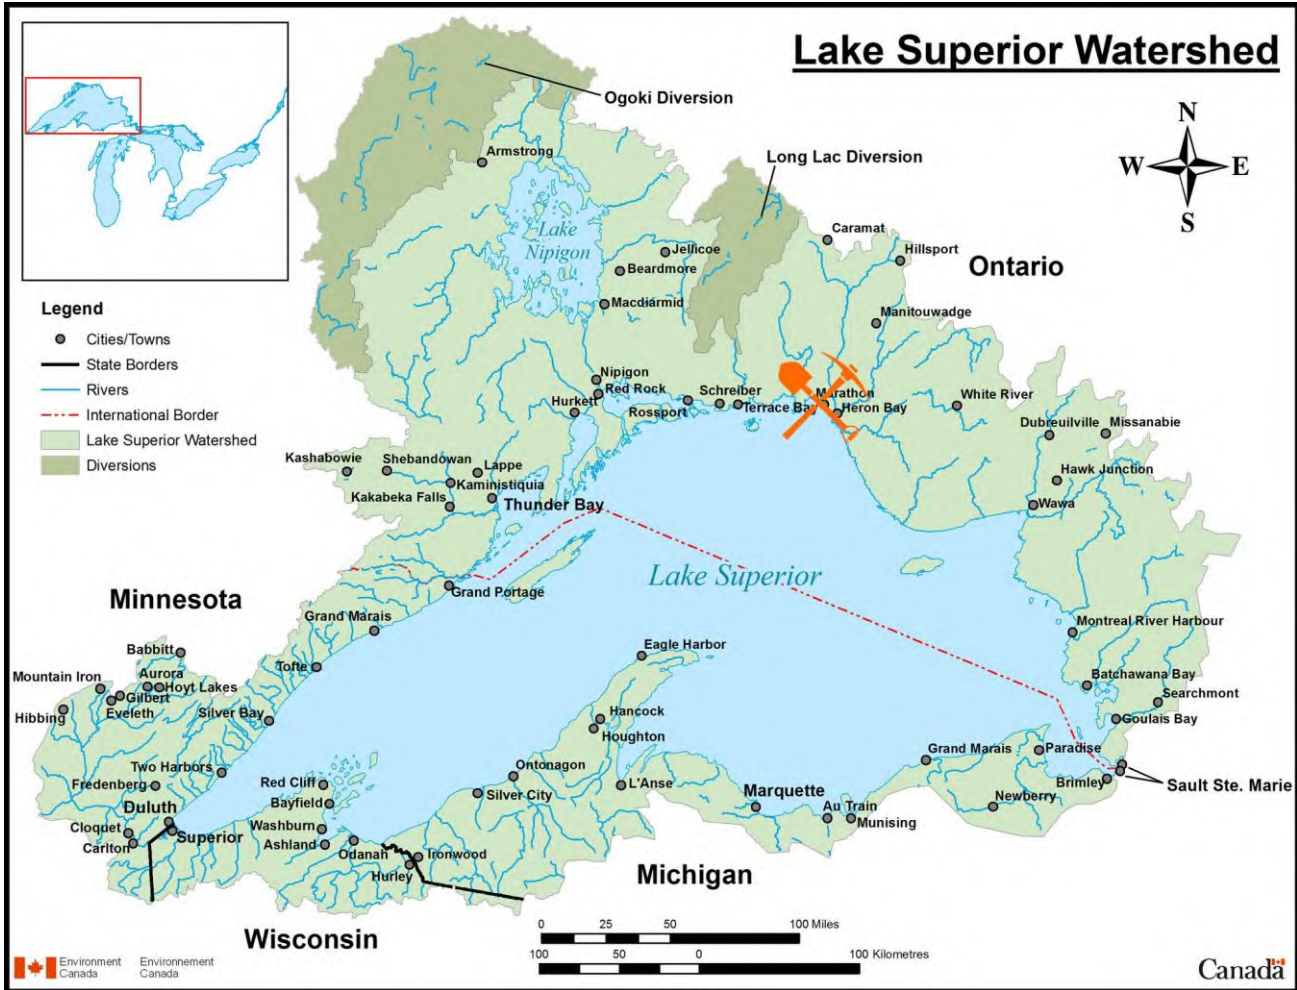 Lake Superior Watershed
Ogoki Diversion
N
W
E
S
Armstrong
Long Lac Diversion
Lake
Nipigon
Caramat
Hillsport
Ontario
Jellicoe
Beardmore
Macdiarmid
Manitouwadge
Legend
Cities/Towns
State Borders
Rivers
International Border
Lake Superior Watershed
Diversions
Nipigon
Red Rock
Hurkett
Rossport
Schreiber
Terrace Bay
Marathon
Heron Bay
White River
Dubreuilville
Missanabie
Hawk Junction
Wawa
Kashabowie
Shebandowan
Lappe
Kaministiquia
Kakabeka Falls
Thunder Bay
Lake Superior
Minnesota
Grand Portage
Grand Marais
Tofte
Babbitt
Mountain Iron
Aurora
Hoyt Lakes
Gilbert
Eveleth
Hibbing
Silver Bay
Eagle Harbor
Montreal River Harbour
Batchawana Bay
Searchmont
Goulais Bay
Hancock
Houghton
Two Harbors
Fredenberg
Red Cliff
Ontonagon
Silver City
L'Anse
Grand Marais
Paradise
Brimley
Sault Ste. Marie
Newberry
Duluth
Superior
Bayfield
Marquette
Au Train
Munising
Cloquet
Carlton
Washburn
Ashland
Odanah
Ironwood
Hurley
Michigan
Wisconsin
0 25 50 100 Miles
100 50 0 100 Kilometres
Environment
Canada
Environnement
Canada
Canada